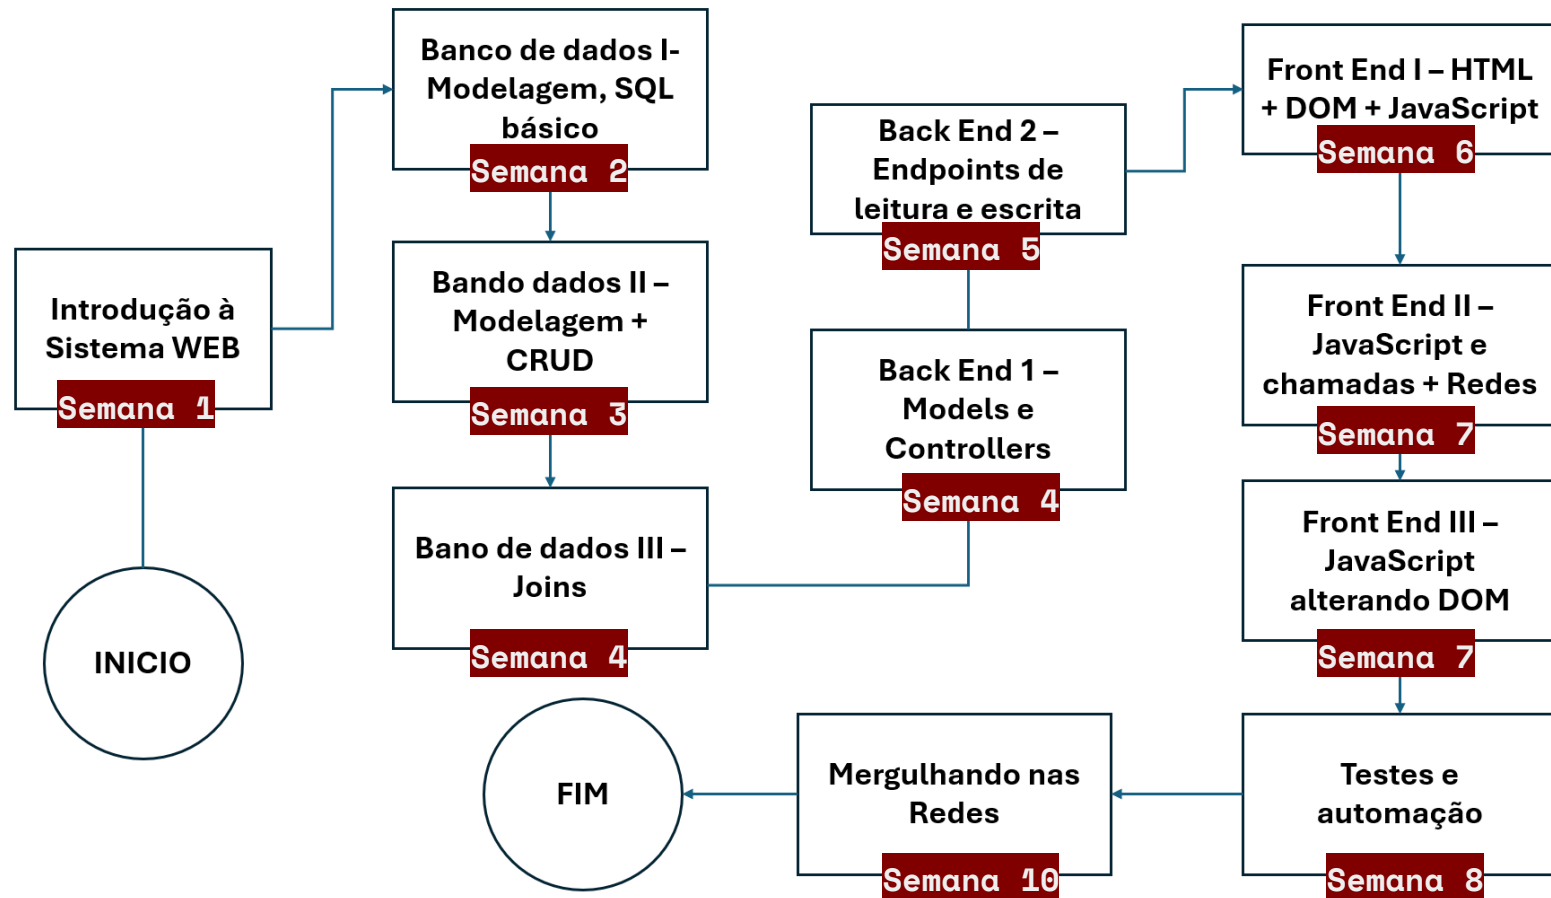 INICIO
Introdução à
Sistema WEB
Semana 1
Banco de dados I-
Modelagem, SQL
básico
Semana 2
Bando dados II –
Modelagem +
CRUD
Semana 3
Bano de dados III –
Joins
Semana 4
Back End 1 –
Models e
Controllers
Semana 4
Back End 2 –
Endpoints de
leitura e escrita
Semana 5
Front End I – HTML
+ DOM + JavaScript
Semana 6
Front End II –
JavaScript e
chamadas + Redes
Semana 7
Front End III –
JavaScript
alterando DOM
Semana 7
Testes e
automação
Semana 8
Mergulhando nas
Redes
Semana 10
FIM